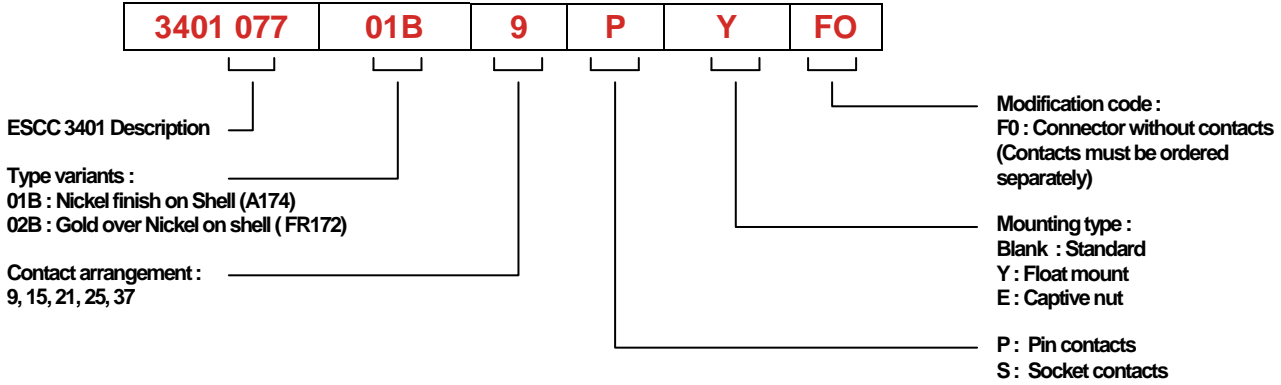 3401 077 01B 9 P Y FO
ESCC 3401 Description
Type variants :
01B : Nickel finish on Shell (A174)
02B : Gold over Nickel on shell ( FR172)
Contact arrangement :
9, 15, 21, 25, 37
Modification code :
F0 : Connector without contacts
(Contacts must be ordered
separately)
Mounting type :
Blank : Standard
Y : Float mount
E : Captive nut
P : Pin contacts
S : Socket contacts